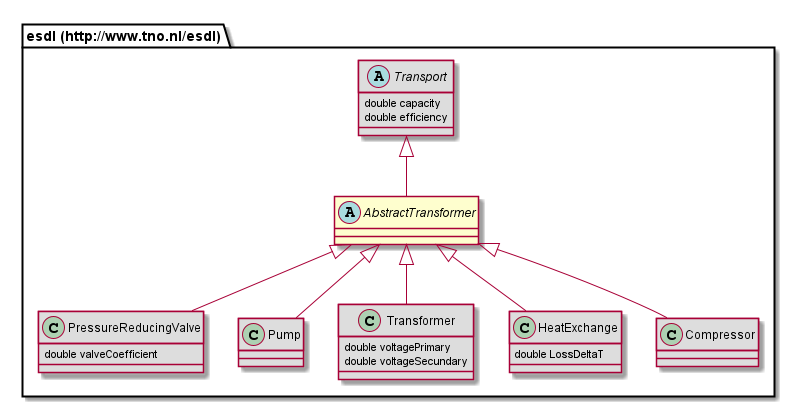 esdl (http://www.tno.nl/esdl)
A Transport
double capacity
double efficiency
A AbstractTransformer
C PressureReducingValve
double valveCoefficient
C Pump
C Transformer
double voltagePrimary
double voltageSecundary
C HeatExchange
double LossDeltaT
C Compressor